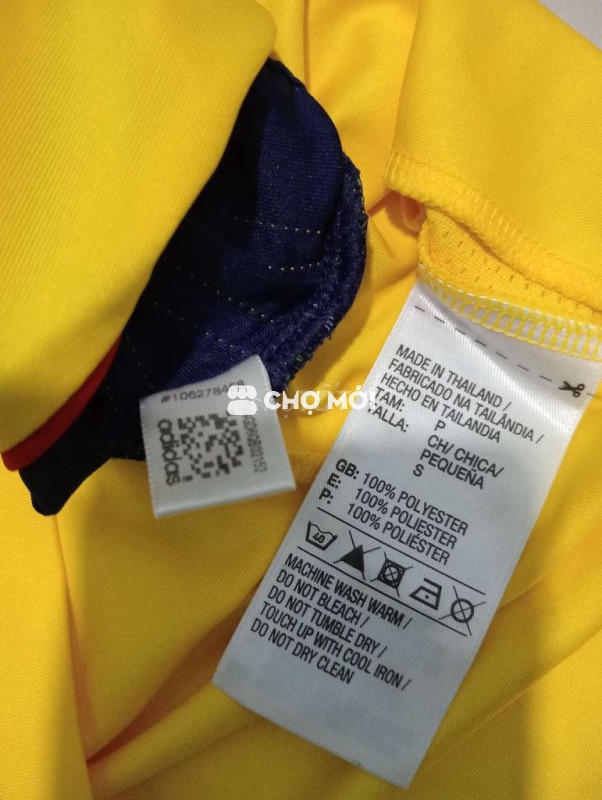 CHỢ MỚI
adidas
MADE IN THAILAND /
FABRICADO NA TAILÂNDIA /
HECHO EN TAILANDIA
TAM: P
TALLA: CH/ CHICA/
PEQUEÑA
S
GB: 100% POLYESTER
E: 100% POLIESTER
P: 100% POLIÉSTER
40
MACHINE WASH WARM /
DO NOT BLEACH /
DO NOT TUMBLE DRY /
TOUCH UP WITH COOL IRON /
DO NOT DRY CLEAN